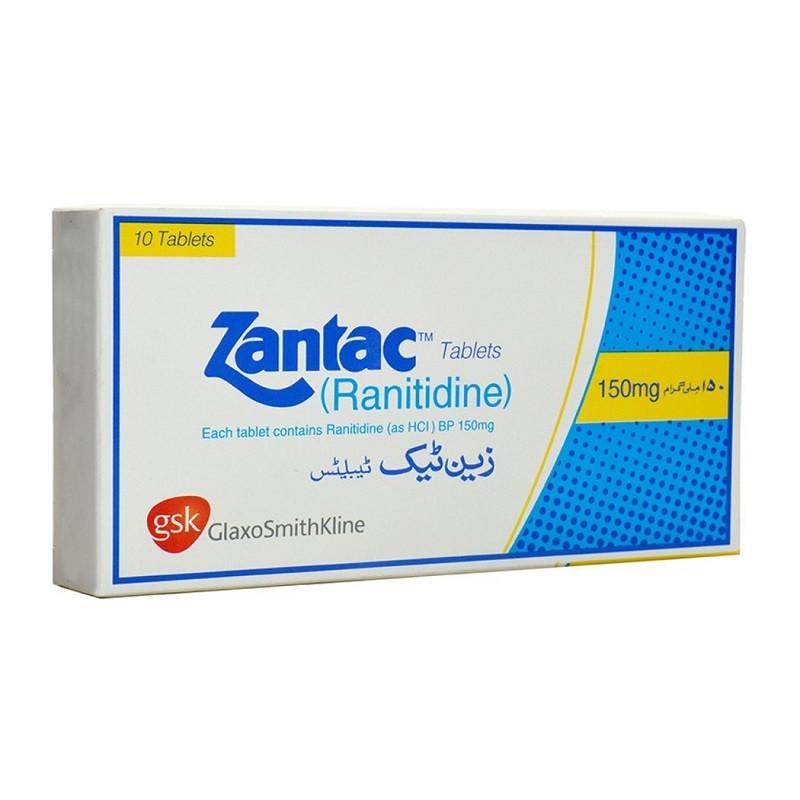 10 Tablets
Zantac™ Tablets
(Ranitidine)
Each tablet contains Ranitidine (as HCl) BP 150mg
زین ٹیک ٹیبلیٹس
150mg ۱۵۰ ملی گرام
gsk GlaxoSmithKline